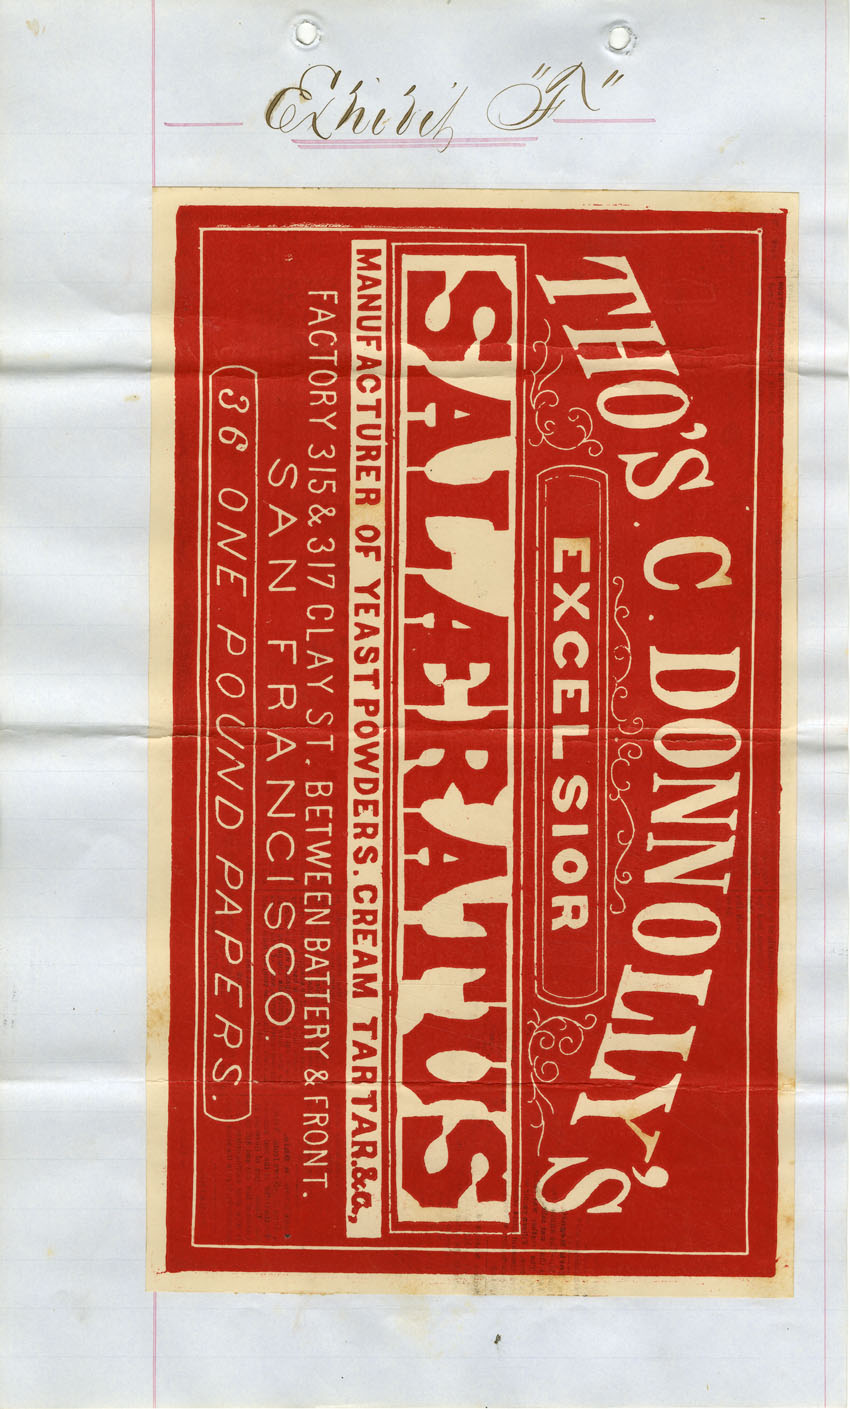 Exhibit "F"
THO'S. C. DONNOLLY'S
EXCELSIOR
SALÆRATUS
MANUFACTURER OF YEAST POWDERS. CREAM TARTAR. &a,
FACTORY 315 & 317 CLAY ST. BETWEEN BATTERY & FRONT.
SAN FRANCISCO.
36 ONE POUND PAPERS.